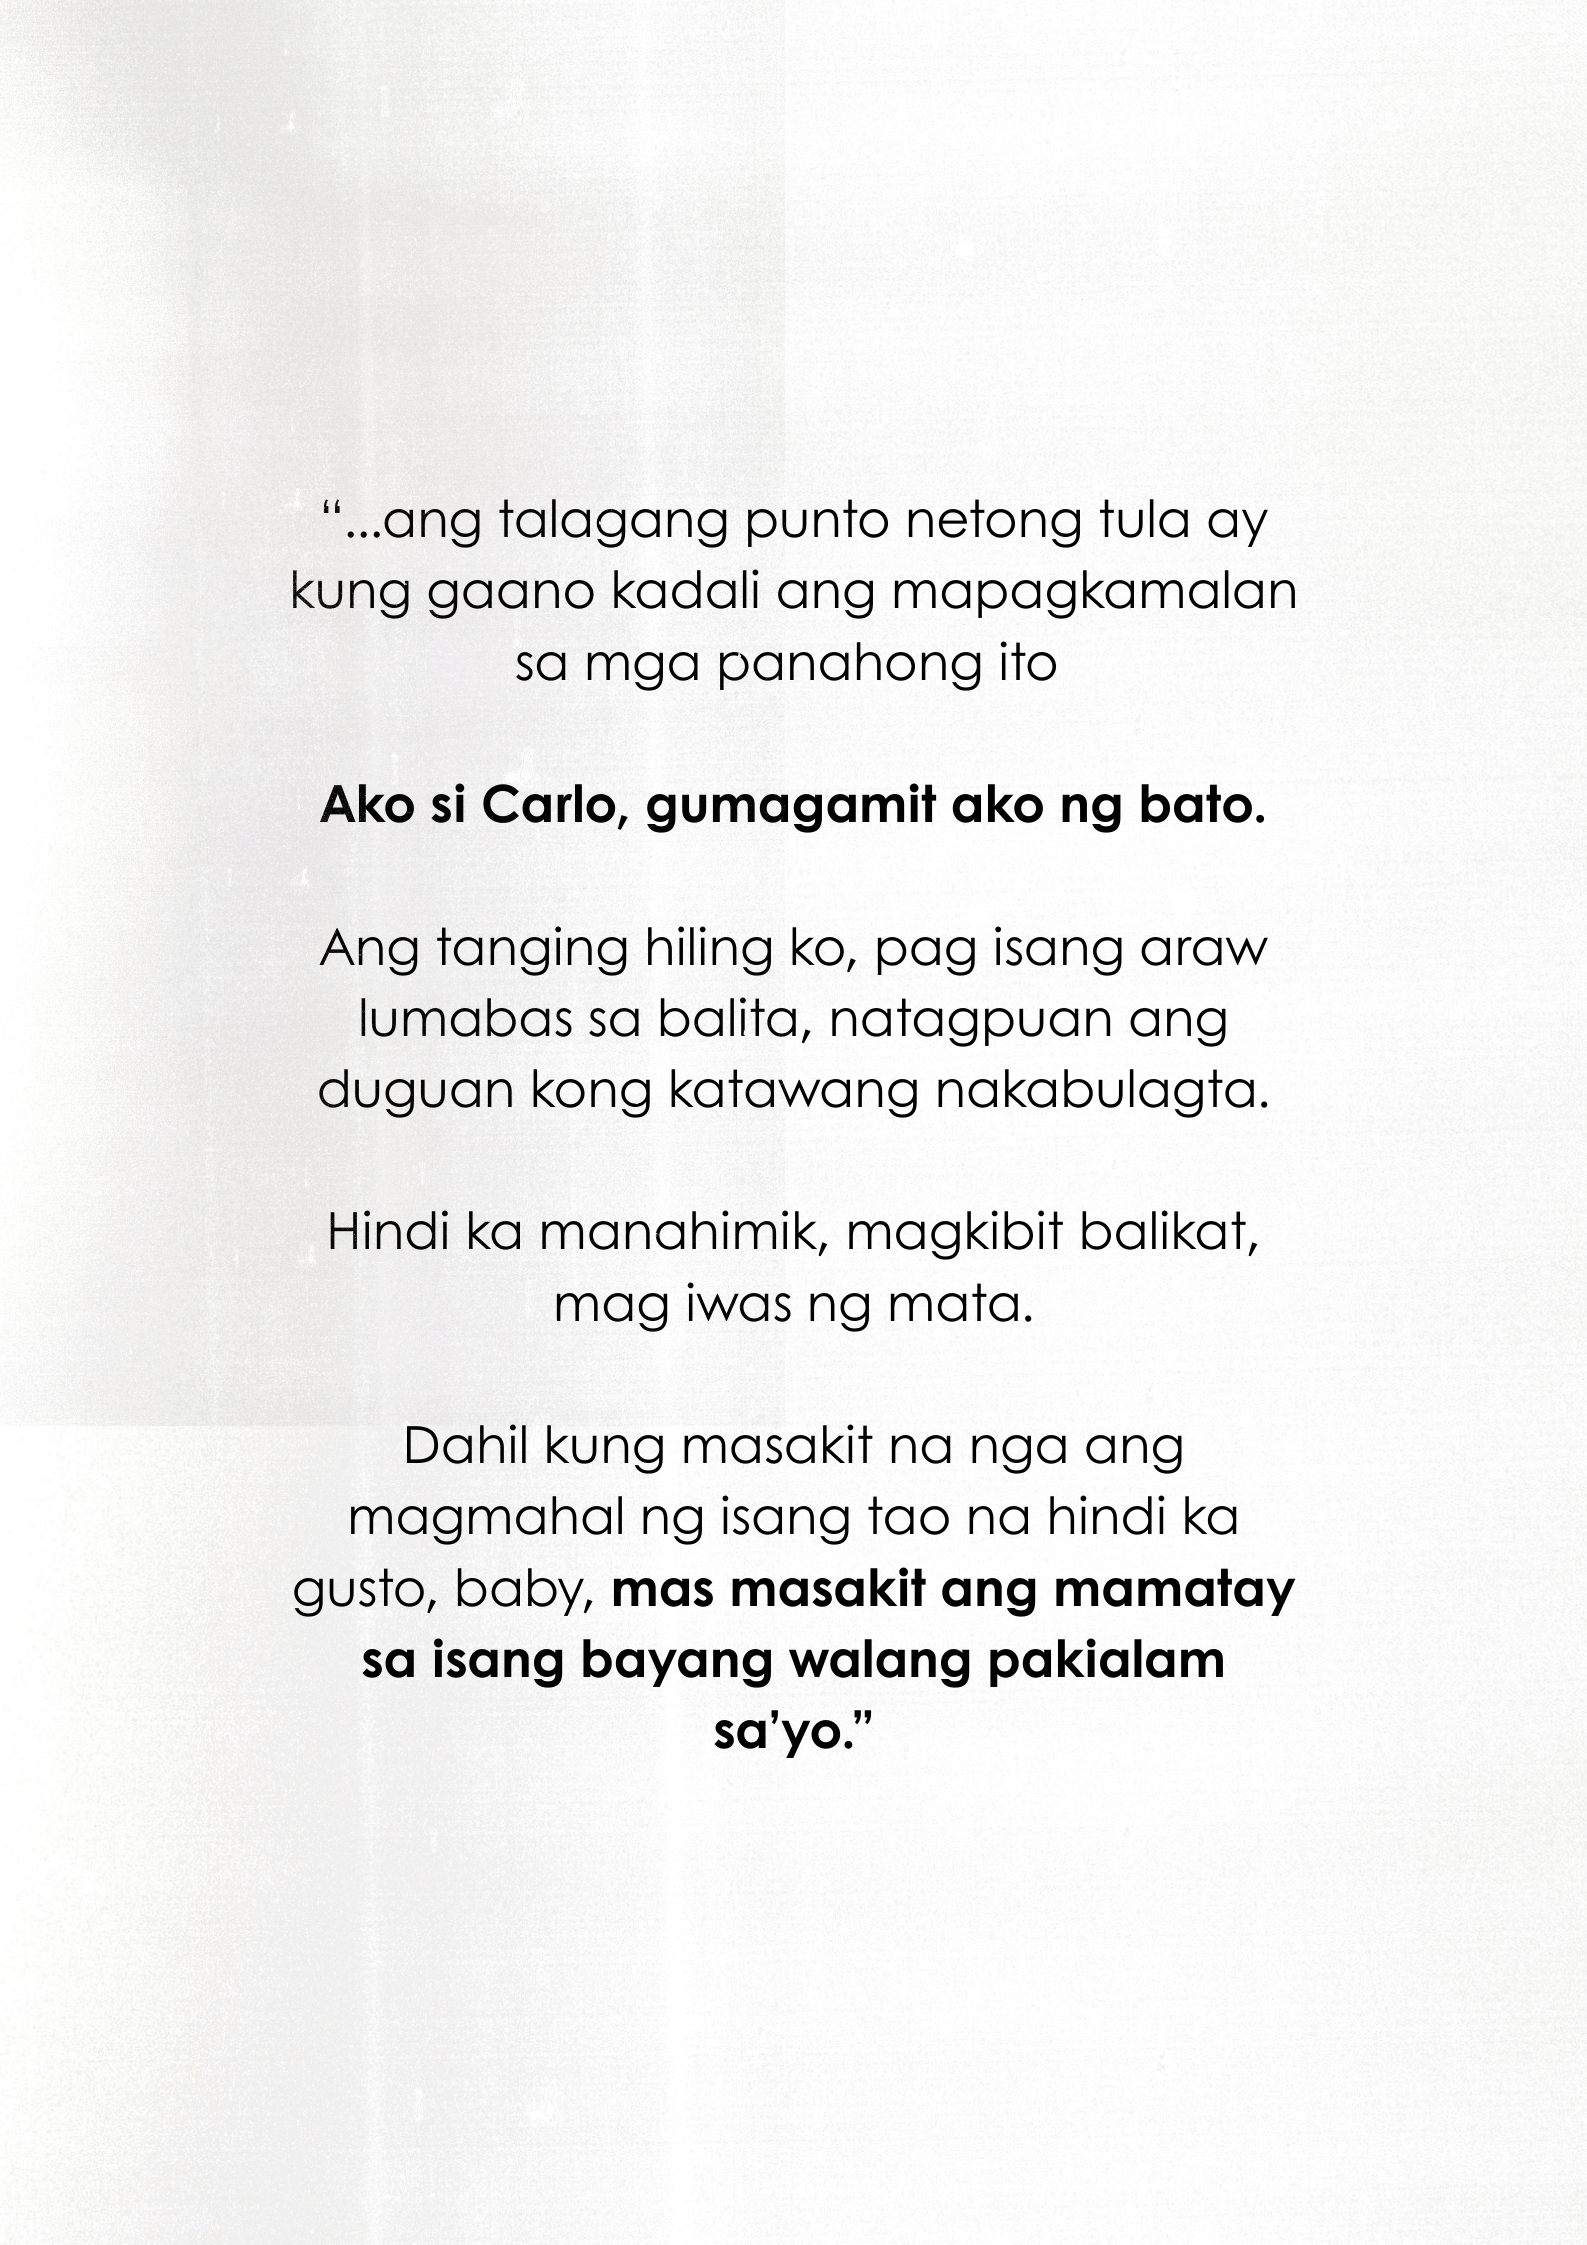 “...ang talagang punto netong tula ay
kung gaano kadali ang mapagkamalan
sa mga panahong ito
Ako si Carlo, gumagamit ako ng bato.
Ang tanging hiling ko, pag isang araw
lumabas sa balita, natagpuan ang
duguan kong katawang nakabulagta.
Hindi ka manahimik, magkibit balikat,
mag iwas ng mata.
Dahil kung masakit na nga ang
magmahal ng isang tao na hindi ka
gusto, baby, mas masakit ang mamatay
sa isang bayang walang pakialam
sa’yo.”